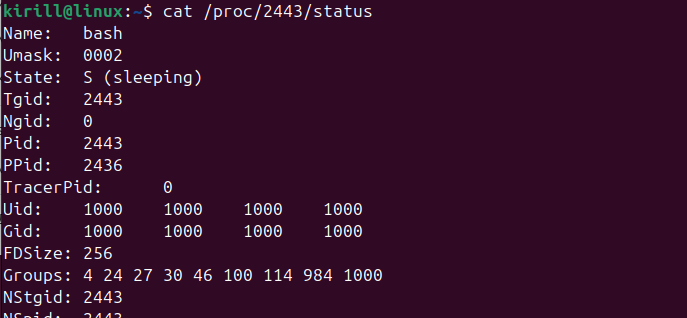 kirill@linux:~$ cat /proc/2443/status
Name:	bash
Umask:	0002
State:	S (sleeping)
Tgid:	2443
Ngid:	0
Pid:	2443
PPid:	2436
TracerPid:	0
Uid:	1000	1000	1000	1000
Gid:	1000	1000	1000	1000
FDSize:	256
Groups:	4 24 27 30 46 100 114 984 1000
NStgid:	2443
NSpid:	2443